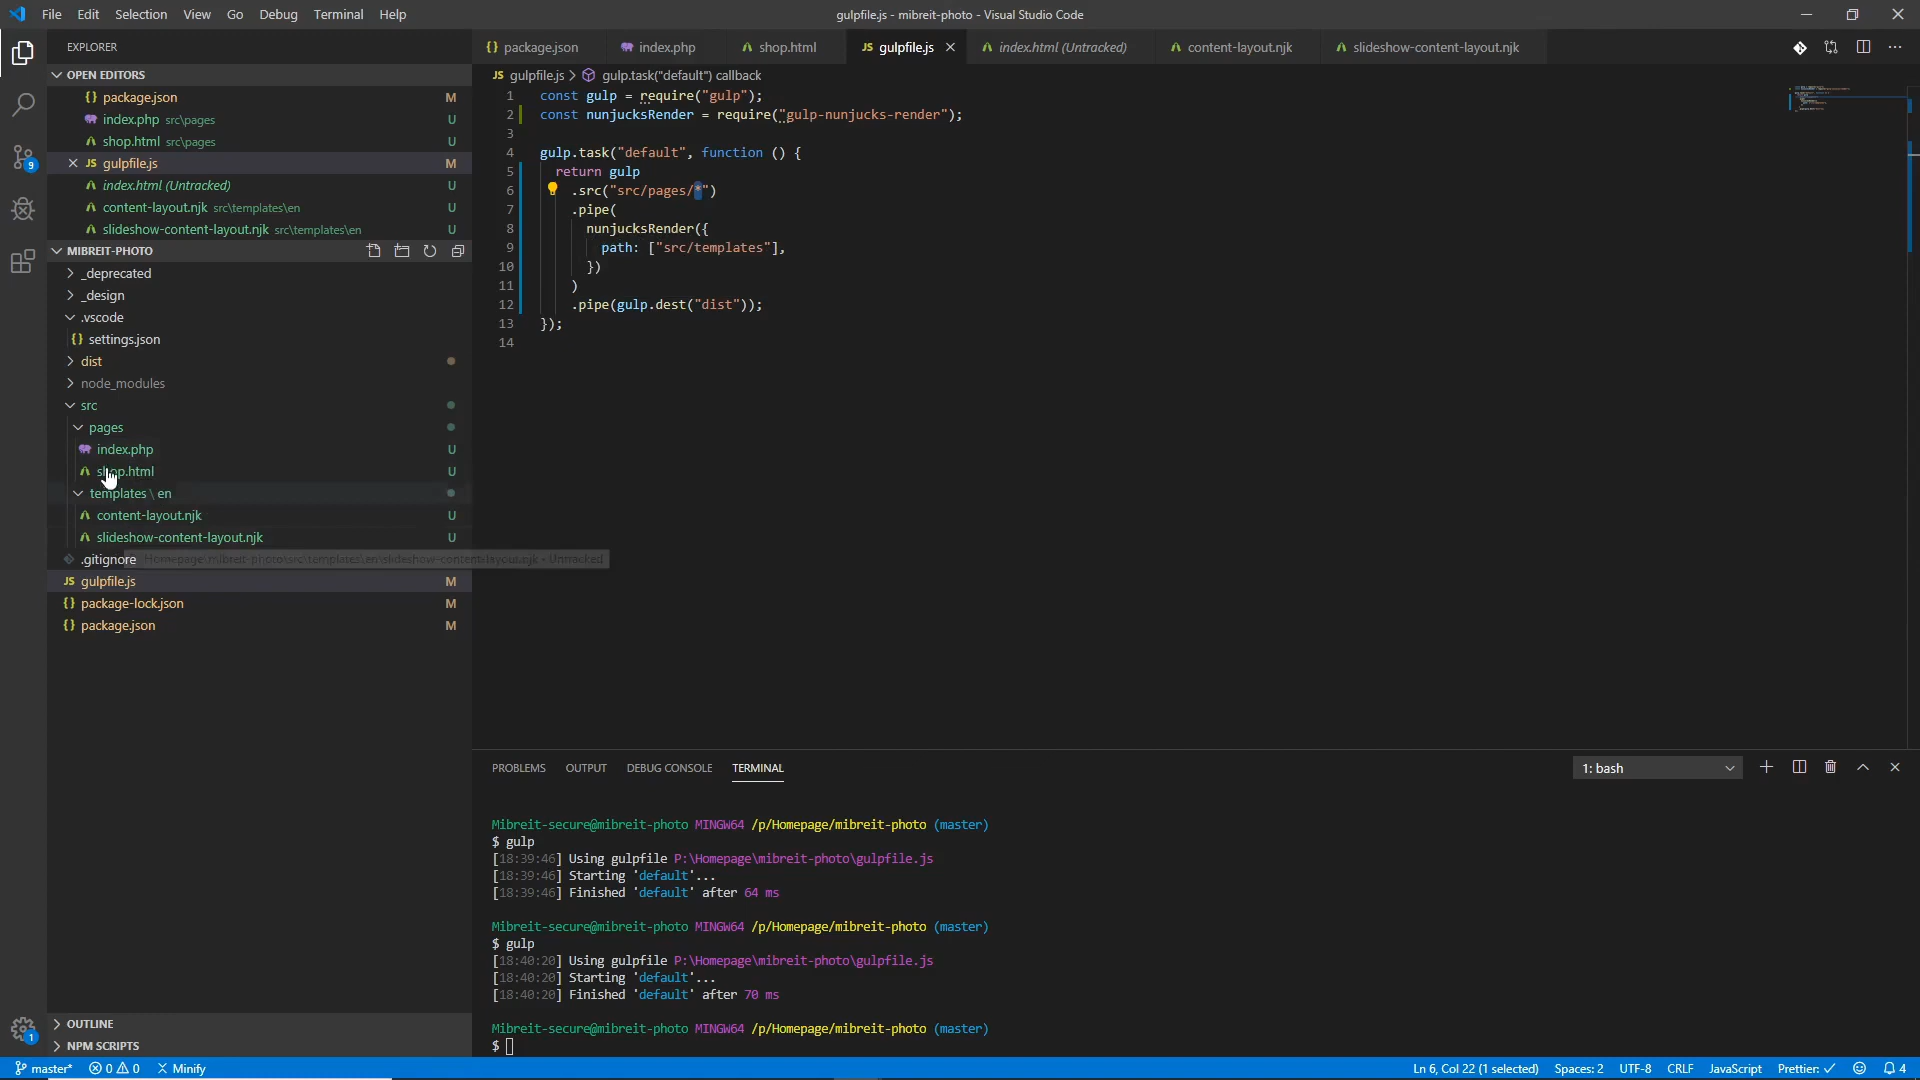 File Edit Selection View Go Debug Terminal Help
gulpfile.js - mibreit-photo - Visual Studio Code
EXPLORER
OPEN EDITORS
{} package.json M
index.php src\pages U
shop.html src\pages U
JS gulpfile.js M
index.html (Untracked) U
content-layout.njk src\templates\en U
slideshow-content-layout.njk src\templates\en U
MIBREIT-PHOTO
_deprecated
_design
.vscode
{} settings.json
dist
node_modules
src
pages
index.php U
shop.html U
templates \ en
content-layout.njk U
slideshow-content-layout.njk U
.gitignore
Homepage\mibreit-photo\src\templates\en\slideshow-content-layout.njk • Untracked
JS gulpfile.js M
{} package-lock.json M
{} package.json M
OUTLINE
NPM SCRIPTS
9
1
{} package.json
index.php
shop.html
JS gulpfile.js
index.html (Untracked)
content-layout.njk
slideshow-content-layout.njk
JS gulpfile.js > gulp.task("default") callback
1 const gulp = require("gulp");
2 const nunjucksRender = require("gulp-nunjucks-render");
3
4 gulp.task("default", function () {
5 return gulp
6 .src("src/pages/*")
7 .pipe(
8 nunjucksRender({
9 path: ["src/templates"],
10 })
11 )
12 .pipe(gulp.dest("dist"));
13 });
14
PROBLEMS OUTPUT DEBUG CONSOLE TERMINAL
1: bash
Mibreit-secure@mibreit-photo MINGW64 /p/Homepage/mibreit-photo (master)
$ gulp
[18:39:46] Using gulpfile P:\Homepage\mibreit-photo\gulpfile.js
[18:39:46] Starting 'default'...
[18:39:46] Finished 'default' after 64 ms
Mibreit-secure@mibreit-photo MINGW64 /p/Homepage/mibreit-photo (master)
$ gulp
[18:40:20] Using gulpfile P:\Homepage\mibreit-photo\gulpfile.js
[18:40:20] Starting 'default'...
[18:40:20] Finished 'default' after 70 ms
Mibreit-secure@mibreit-photo MINGW64 /p/Homepage/mibreit-photo (master)
$
master* 0 0 Minify
Ln 6, Col 22 (1 selected) Spaces: 2 UTF-8 CRLF JavaScript Prettier: ✓ 4